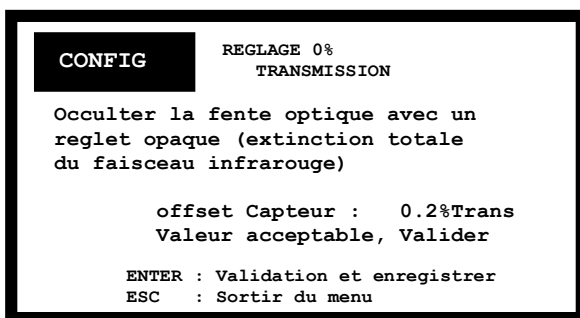 CONFIG
REGLAGE 0%
TRANSMISSION
Occulter la fente optique avec un
reglet opaque (extinction totale
du faisceau infrarouge)
offset Capteur : 0.2%Trans
Valeur acceptable, Valider
ENTER : Validation et enregistrer
ESC : Sortir du menu